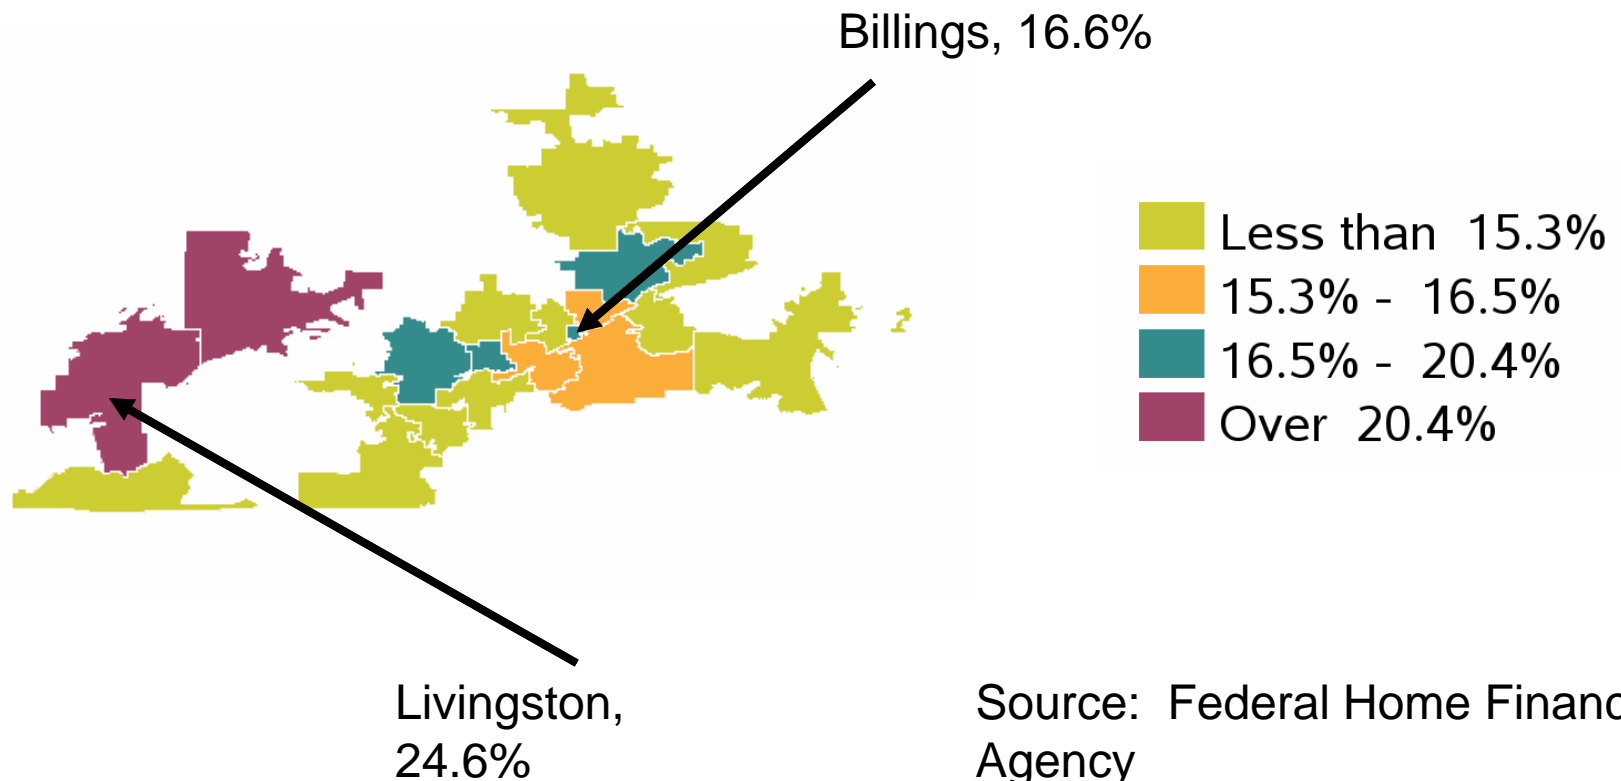 Billings, 16.6%
Less than 15.3%
15.3% - 16.5%
16.5% - 20.4%
Over 20.4%
Livingston,
24.6%
Source: Federal Home Financ
Agency